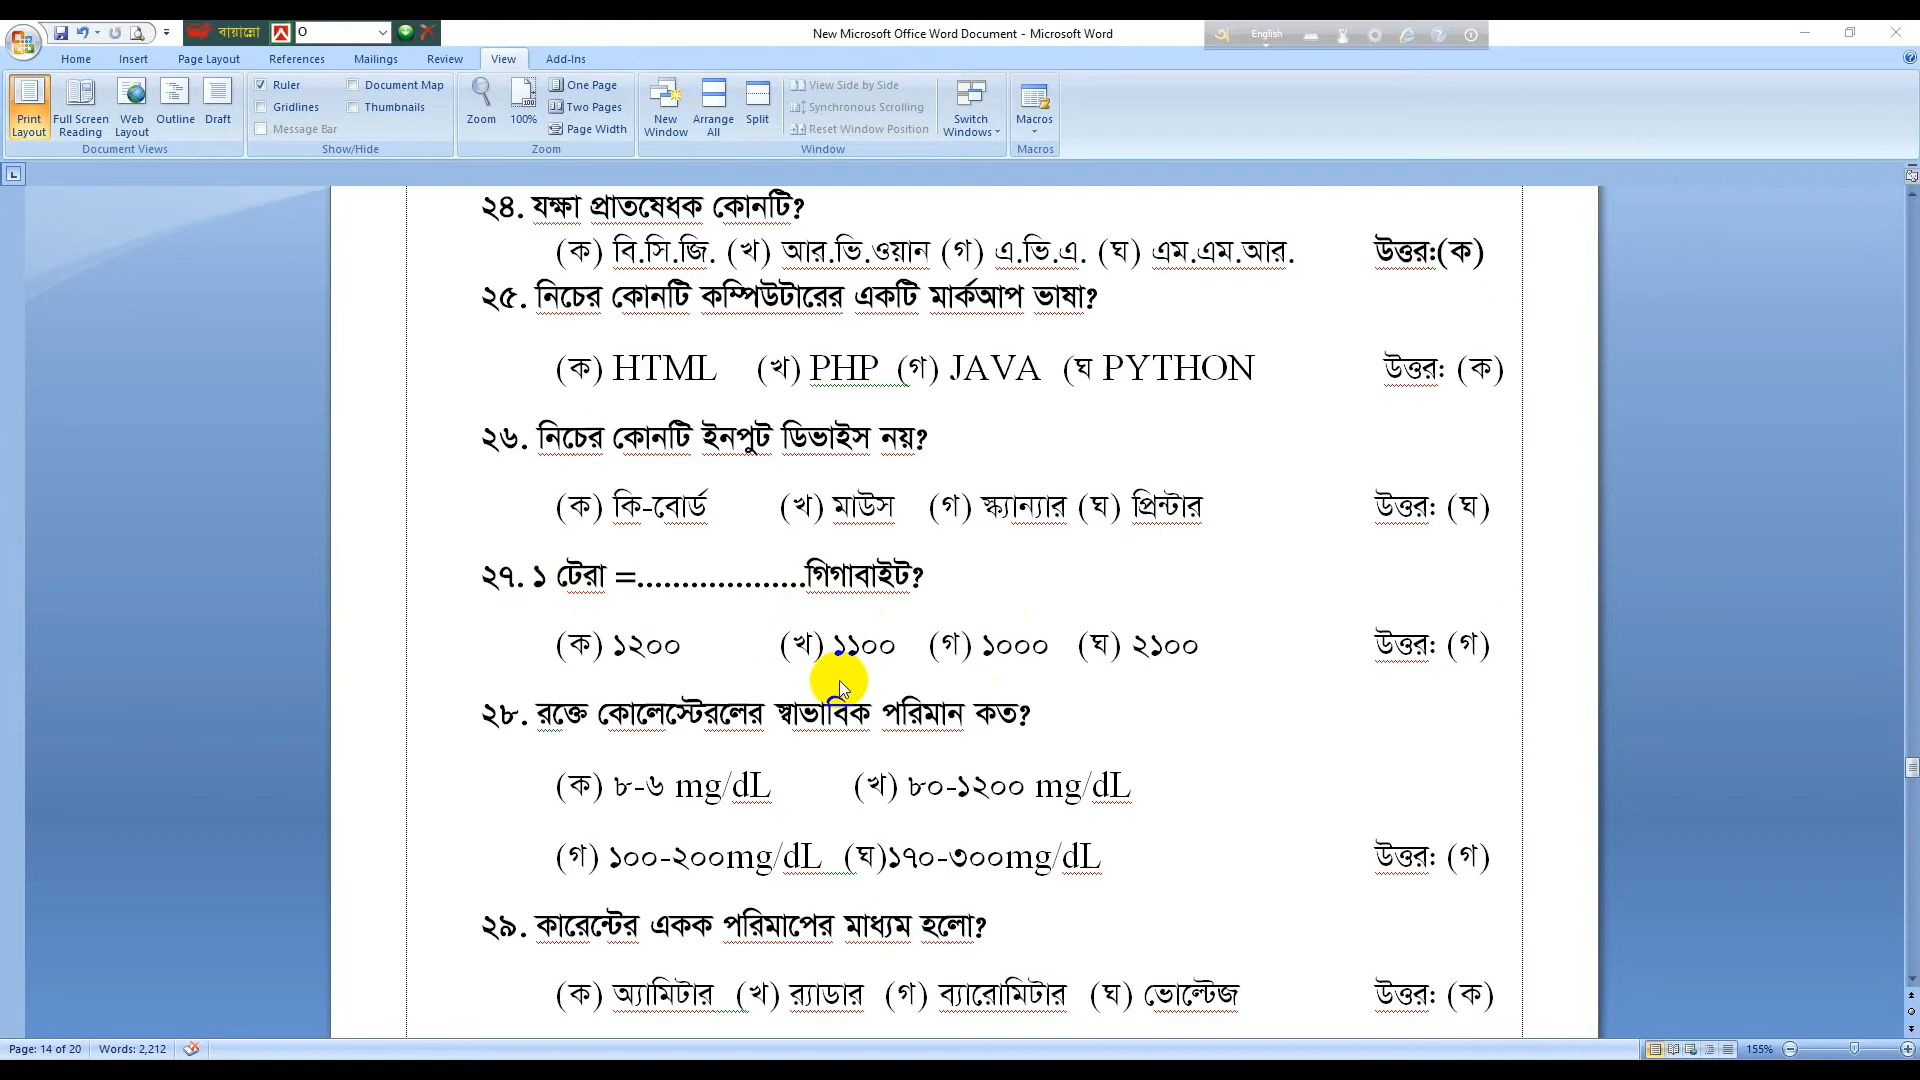 বায়ান্নো
O
New Microsoft Office Word Document - Microsoft Word
English
Home Insert Page Layout References Mailings Review View Add-Ins
Print Layout
Full Screen Reading
Web Layout
Outline
Draft
Document Views
Ruler
Gridlines
Message Bar
Document Map
Thumbnails
Show/Hide
Zoom
100%
One Page
Two Pages
Page Width
Zoom
New Window
Arrange All
Split
View Side by Side
Synchronous Scrolling
Reset Window Position
Switch Windows
Window
Macros
Macros
২৪. যক্ষা প্রাতষেধক কোনটি?
(ক) বি.সি.জি. (খ) আর.ভি.ওয়ান (গ) এ.ভি.এ. (ঘ) এম.এম.আর. উত্তর:(ক)
২৫. নিচের কোনটি কম্পিউটারের একটি মার্কআপ ভাষা?
(ক) HTML (খ) PHP (গ) JAVA (ঘ PYTHON উত্তর: (ক)
২৬. নিচের কোনটি ইনপুট ডিভাইস নয়?
(ক) কি-বোর্ড (খ) মাউস (গ) স্ক্যান্যার (ঘ) প্রিন্টার উত্তর: (ঘ)
২৭. ১ টেরা =...................গিগাবাইট?
(ক) ১২০০ (খ) ১১০০ (গ) ১০০০ (ঘ) ২১০০ উত্তর: (গ)
২৮. রক্তে কোলেস্টেরলের স্বাভাবিক পরিমান কত?
(ক) ৮-৬ mg/dL (খ) ৮০-১২০০ mg/dL
(গ) ১০০-২০০mg/dL (ঘ)১৭০-৩০০mg/dL উত্তর: (গ)
২৯. কারেন্টের একক পরিমাপের মাধ্যম হলো?
(ক) অ্যামিটার (খ) র‍্যাডার (গ) ব্যারোমিটার (ঘ) ভোল্টেজ উত্তর: (ক)
Page: 14 of 20 Words: 2,212 155%